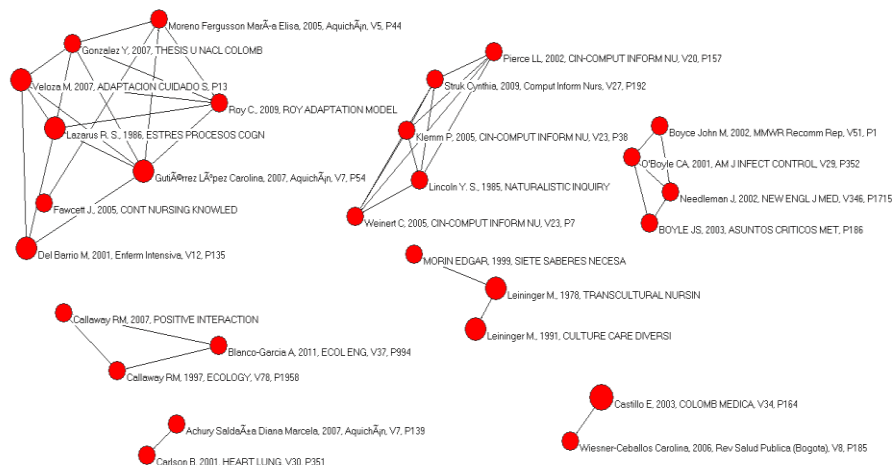 Moreno Fergusson MarÃ-a Elisa, 2005, AquichÃ¡n, V5, P44
Gonzalez Y, 2007, THESIS U NACL COLOMB
Veloza M, 2007, ADAPTACION CUIDADO S, P13
Roy C., 2009, ROY ADAPTATION MODEL
Lazarus R. S., 1986, ESTRES PROCESOS COGN
GutiÃ©rrez LÃ³pez Carolina, 2007, AquichÃ¡n, V7, P54
Fawcett J., 2005, CONT NURSING KNOWLED
Del Barrio M, 2001, Enferm Intensiva, V12, P135
Pierce LL, 2002, CIN-COMPUT INFORM NU, V20, P157
Struk Cynthia, 2009, Comput Inform Nurs, V27, P192
Klemm P, 2005, CIN-COMPUT INFORM NU, V23, P38
Lincoln Y. S., 1985, NATURALISTIC INQUIRY
Weinert C, 2005, CIN-COMPUT INFORM NU, V23, P7
Boyce John M, 2002, MMWR Recomm Rep, V51, P1
O'Boyle CA, 2001, AM J INFECT CONTROL, V29, P352
Needleman J, 2002, NEW ENGL J MED, V346, P1715
BOYLE JS, 2003, ASUNTOS CRITICOS MET, P186
MORIN EDGAR, 1999, SIETE SABERES NECESA
Leininger M., 1978, TRANSCULTURAL NURSIN
Leininger M., 1991, CULTURE CARE DIVERSI
Callaway RM, 2007, POSITIVE INTERACTION
Blanco-Garcia A, 2011, ECOL ENG, V37, P994
Callaway RM, 1997, ECOLOGY, V78, P1958
Castillo E, 2003, COLOMB MEDICA, V34, P164
Wiesner-Ceballos Carolina, 2006, Rev Salud Publica (Bogota), V8, P185
Achury SaldaÃ±a Diana Marcela, 2007, AquichÃ¡n, V7, P139
Carlson B, 2001, HEART LUNG, V30, P351